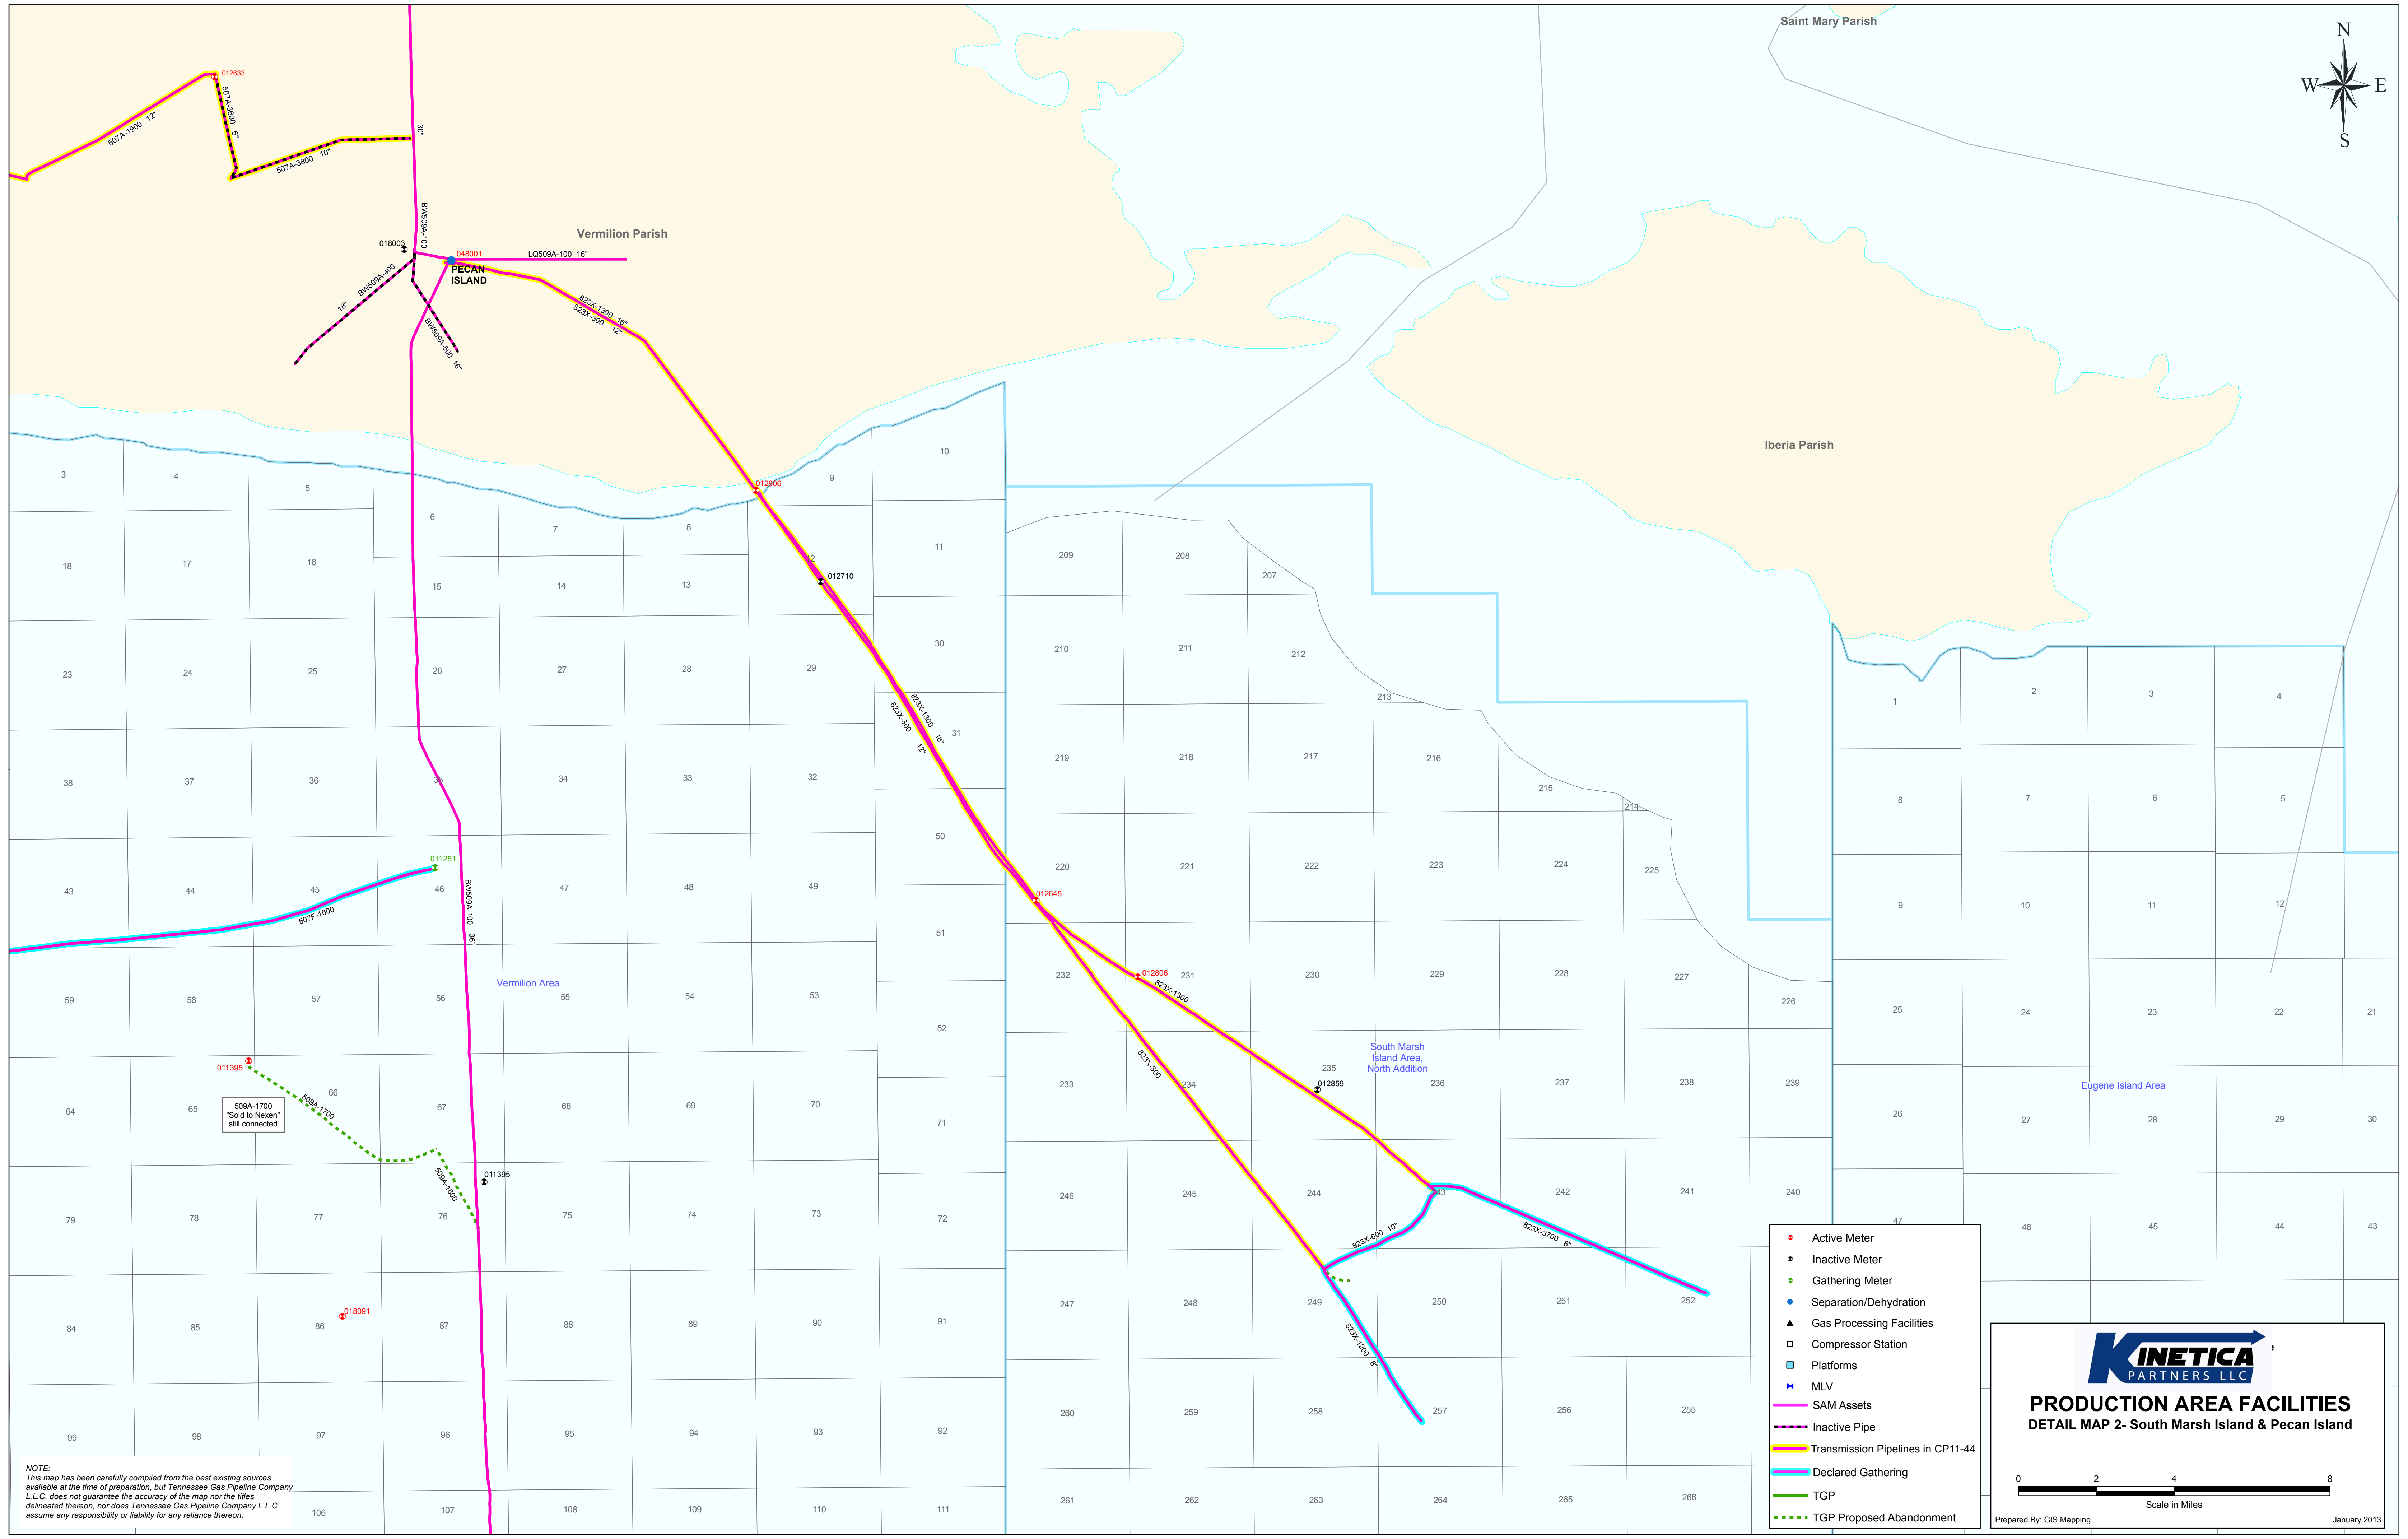 Saint Mary Parish
N
W
E
S
012633
507A-1900 12"
507A-3600 6"
507A-3800 10"
30"
BW509A-100
Vermilion Parish
018003
048001
PECAN
ISLAND
LQ509A-100 16"
BW509A-400
18"
BW509A-500 16"
823X-1300 16"
823X-300 12"
Iberia Parish
3
4
5
6
7
8
9
10
012806
18
17
16
15
14
13
12
11
012710
209
208
207
23
24
25
26
27
28
29
30
210
211
212
213
1
2
3
4
823X-1300 16"
823X-300 12"
31
38
37
36
35
34
33
32
219
218
217
216
215
214
8
7
6
5
50
011251
43
44
45
46
47
48
49
507F-1600
BW509A-100 36"
220
221
222
223
224
225
012645
51
9
10
11
12
Vermilion Area
59
58
57
56
55
54
53
52
232
012806
231
230
229
228
227
226
823X-1300
25
24
23
22
21
011395
66
509A-1700
509A-1700
"Sold to Nexen"
still connected
64
65
67
68
69
70
71
823X-300
233
234
235
012859
South Marsh
Island Area,
North Addition
236
237
238
239
Eugene Island Area
26
27
28
29
30
509A-1600
011395
79
78
77
76
75
74
73
72
246
245
244
43
242
241
240
47
46
45
44
43
823X-600 10"
823X-3700 8"
018091
84
85
86
87
88
89
90
91
247
248
249
250
251
252
823X-1200 8"
99
98
97
96
95
94
93
92
260
259
258
257
256
255
106
107
108
109
110
111
261
262
263
264
265
266
NOTE:
This map has been carefully compiled from the best existing sources
available at the time of preparation, but Tennessee Gas Pipeline Company
L.L.C. does not guarantee the accuracy of the map nor the titles
delineated thereon, nor does Tennessee Gas Pipeline Company L.L.C.
assume any responsibility or liability for any reliance thereon.
Active Meter
Inactive Meter
Gathering Meter
Separation/Dehydration
Gas Processing Facilities
Compressor Station
Platforms
MLV
SAM Assets
Inactive Pipe
Transmission Pipelines in CP11-44
Declared Gathering
TGP
TGP Proposed Abandonment
KINETICA
PARTNERS LLC
PRODUCTION AREA FACILITIES
DETAIL MAP 2- South Marsh Island & Pecan Island
0 2 4 8
Scale in Miles
Prepared By: GIS Mapping
January 2013